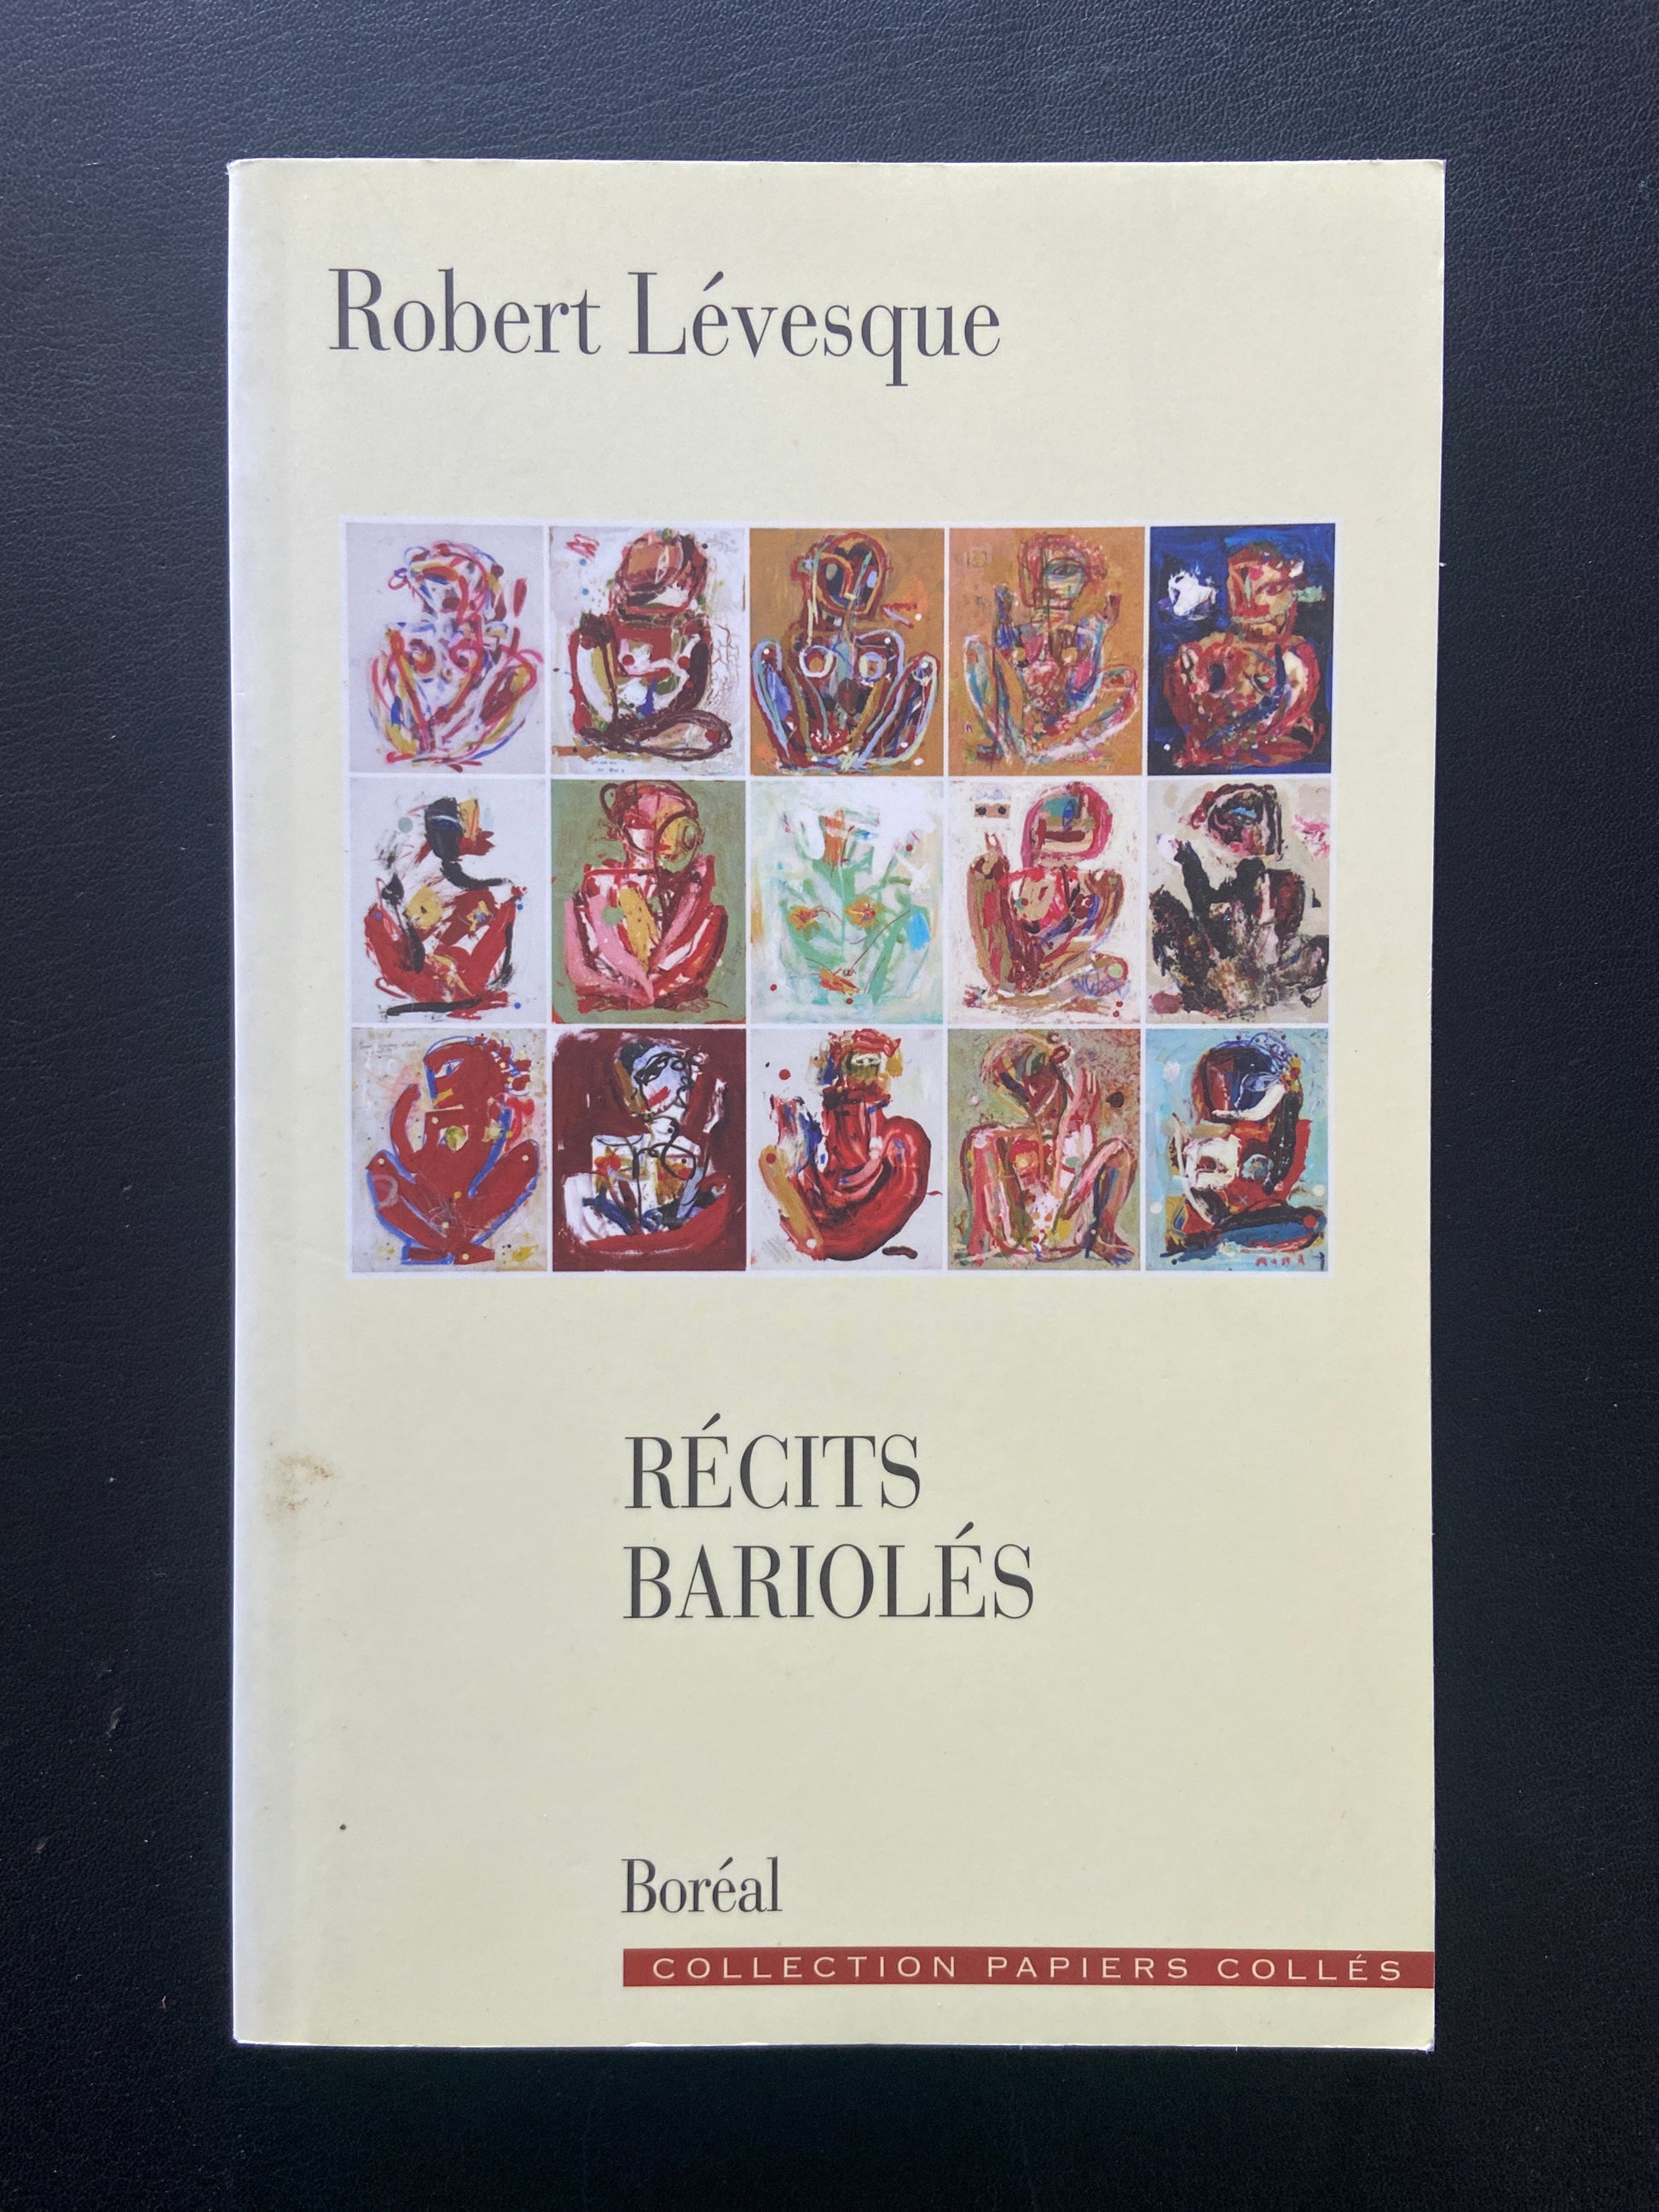 Robert Lévesque
RÉCITS
BARIOLÉS
Boréal
COLLECTION PAPIERS COLLÉS